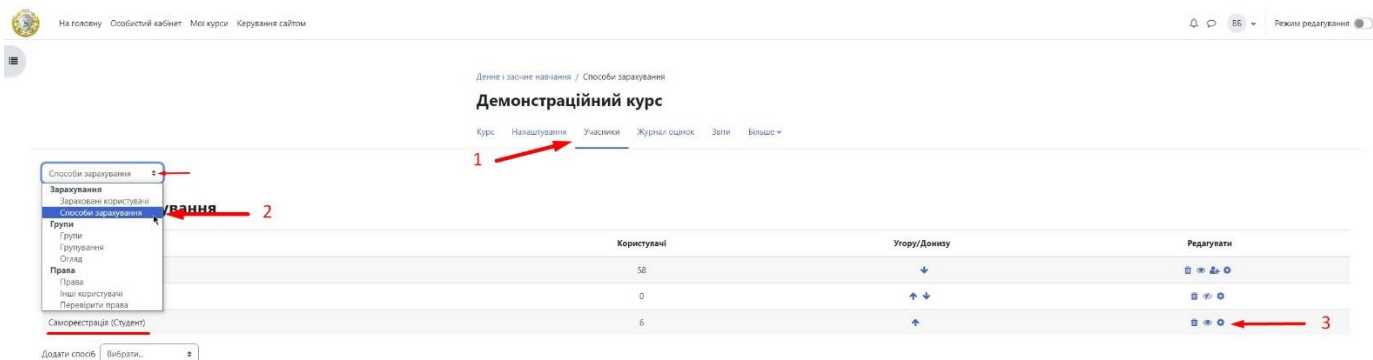 На головну Особистий кабінет Мої курси Керування сайтом ВБ Режим редагування
Денне і заочне навчання / Способи зарахування
Демонстраційний курс
Курс Налаштування Учасники Журнал оцінок Звіти Більше
1
Способи зарахування
Зарахування
Зараховані користувачі
Способи зарахування
2
ування
Групи
Групи
Групування
Огляд
Права
Права
Інші користувачі
Перевірити права
Користувачі Угору/Донизу Редагувати
58
0
Самореєстрація (Студент) 6 3
Додати спосіб Вибрати...